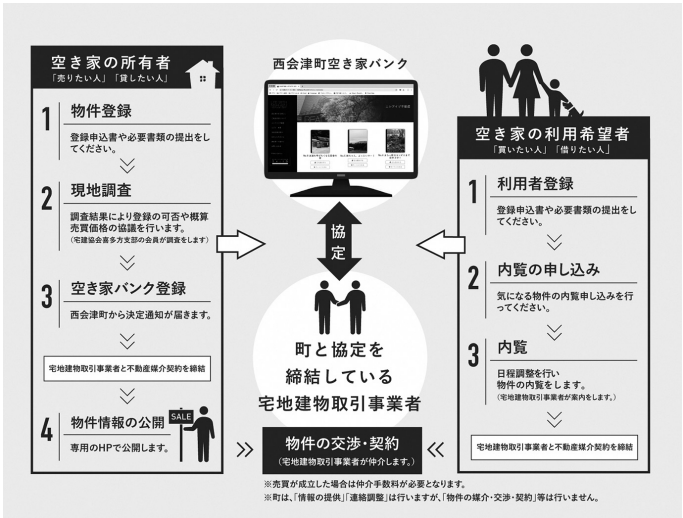 空き家の所有者
「売りたい人」「貸したい人」
1 物件登録
登録申込書や必要書類の提出をし
てください。
2 現地調査
調査結果により登録の可否や概算
売買価格の協議を行います。
(宅建協会喜多方支部の会員が調査をします)
3 空き家バンク登録
西会津町から決定通知が届きます。
宅地建物取引事業者と不動産媒介契約を締結
4 物件情報の公開
専用のHPで公開します。
SALE
西会津町空き家バンク
協定
町と協定を
締結している
宅地建物取引事業者
物件の交渉・契約
(宅地建物取引事業者が仲介します。)
空き家の利用希望者
「買いたい人」「借りたい人」
1 利用者登録
登録申込書や必要書類の提出をし
てください。
2 内覧の申し込み
気になる物件の内覧申し込みを行
ってください。
3 内覧
日程調整を行い
物件の内覧をします。
(宅地建物取引事業者が案内をします。)
宅地建物取引事業者と不動産媒介契約を締結
※売買が成立した場合は仲介手数料が必要となります。
※町は、「情報の提供」「連絡調整」は行いますが、「物件の媒介・交渉・契約」等は行いません。